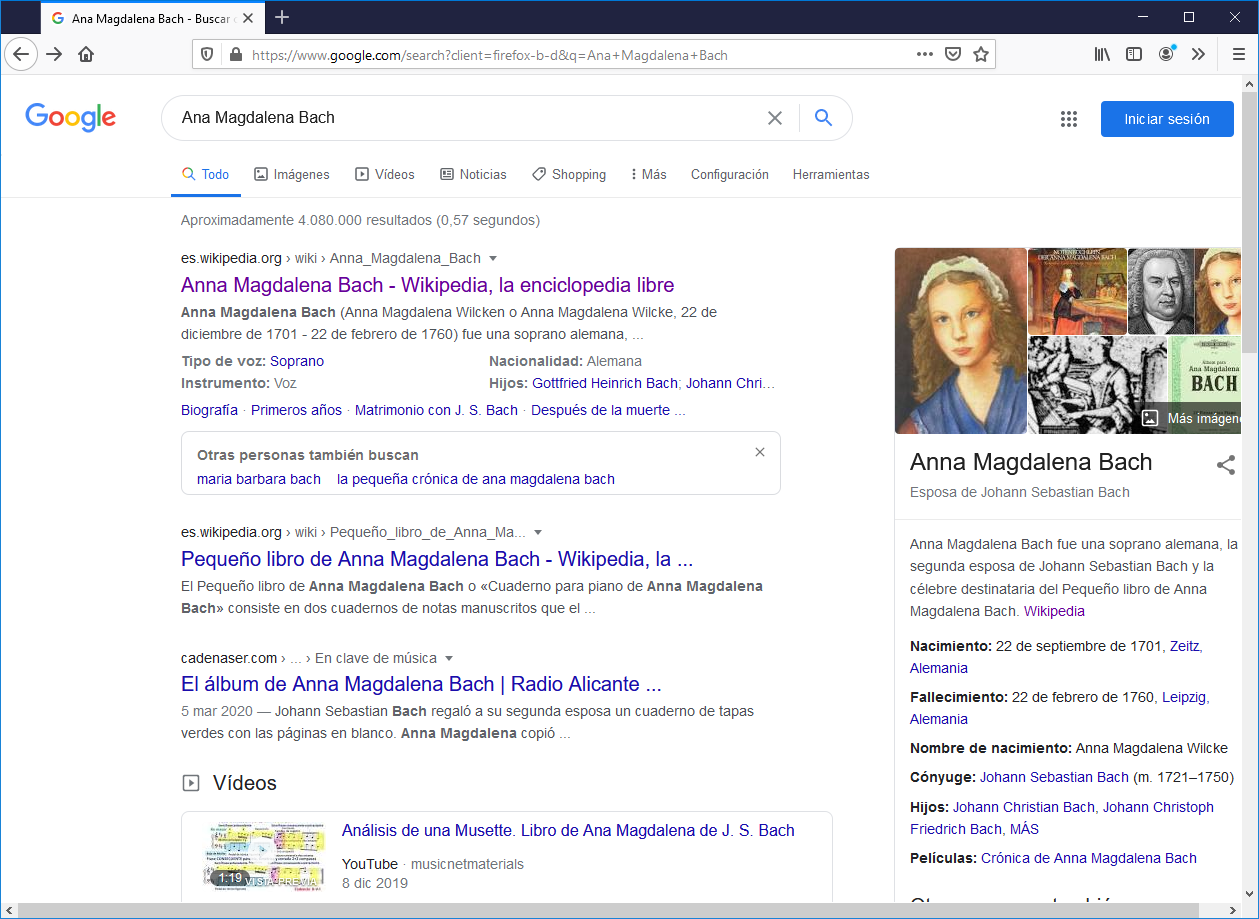 Ana Magdalena Bach - Buscar
https://www.google.com/search?client=firefox-b-d&q=Ana+Magdalena+Bach
Google
Ana Magdalena Bach
Iniciar sesión
Todo
Imágenes
Vídeos
Noticias
Shopping
Más
Configuración
Herramientas
Aproximadamente 4.080.000 resultados (0,57 segundos)
es.wikipedia.org › wiki › Anna_Magdalena_Bach
Anna Magdalena Bach - Wikipedia, la enciclopedia libre
Anna Magdalena Bach (Anna Magdalena Wilcken o Anna Magdalena Wilcke, 22 de
diciembre de 1701 - 22 de febrero de 1760) fue una soprano alemana, ...
Tipo de voz: Soprano
Nacionalidad: Alemana
Instrumento: Voz
Hijos: Gottfried Heinrich Bach; Johann Chri...
Biografía · Primeros años · Matrimonio con J. S. Bach · Después de la muerte ...
Otras personas también buscan
maria barbara bach
la pequeña crónica de ana magdalena bach
es.wikipedia.org › wiki › Pequeño_libro_de_Anna_Ma...
Pequeño libro de Anna Magdalena Bach - Wikipedia, la ...
El Pequeño libro de Anna Magdalena Bach o «Cuaderno para piano de Anna Magdalena
Bach» consiste en dos cuadernos de notas manuscritos que el ...
cadenaser.com › ... › En clave de música
El álbum de Anna Magdalena Bach | Radio Alicante ...
5 mar 2020 — Johann Sebastian Bach regaló a su segunda esposa un cuaderno de tapas
verdes con las páginas en blanco. Anna Magdalena copió ...
Vídeos
Análisis de una Musette. Libro de Ana Magdalena de J. S. Bach
YouTube · musicnetmaterials
8 dic 2019
1:19
VISTA PREVIA
Ana Magdalena
BACH
Más imágene
Anna Magdalena Bach
Esposa de Johann Sebastian Bach
Anna Magdalena Bach fue una soprano alemana, la
segunda esposa de Johann Sebastian Bach y la
célebre destinataria del Pequeño libro de Anna
Magdalena Bach. Wikipedia
Nacimiento: 22 de septiembre de 1701, Zeitz,
Alemania
Fallecimiento: 22 de febrero de 1760, Leipzig,
Alemania
Nombre de nacimiento: Anna Magdalena Wilcke
Cónyuge: Johann Sebastian Bach (m. 1721–1750)
Hijos: Johann Christian Bach, Johann Christoph
Friedrich Bach, MÁS
Películas: Crónica de Anna Magdalena Bach